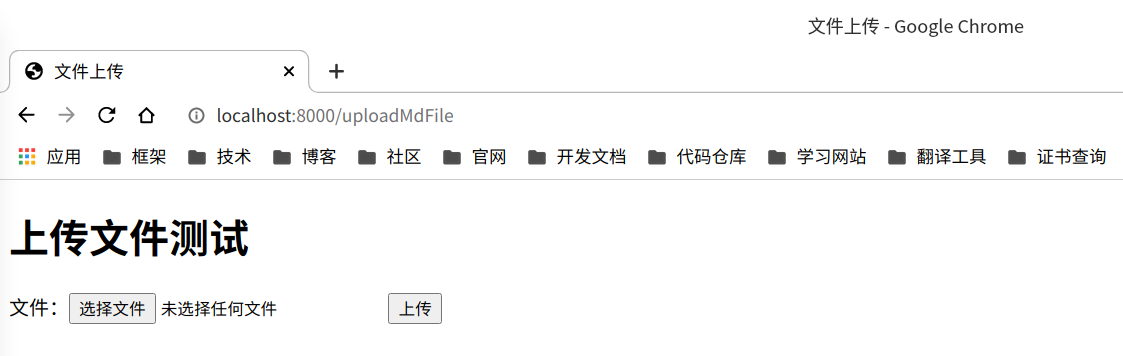 文件上传 - Google Chrome
文件上传
localhost:8000/uploadMdFile
应用 框架 技术 博客 社区 官网 开发文档 代码仓库 学习网站 翻译工具 证书查询
上传文件测试
文件：选择文件 未选择任何文件 上传